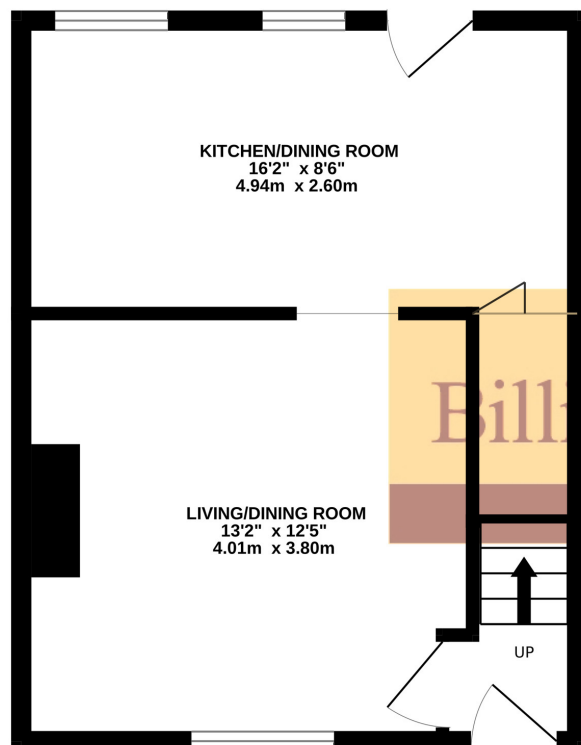 KITCHEN/DINING ROOM
16'2" x 8'6"
4.94m x 2.60m
Billi
LIVING/DINING ROOM
13'2" x 12'5"
4.01m x 3.80m
UP